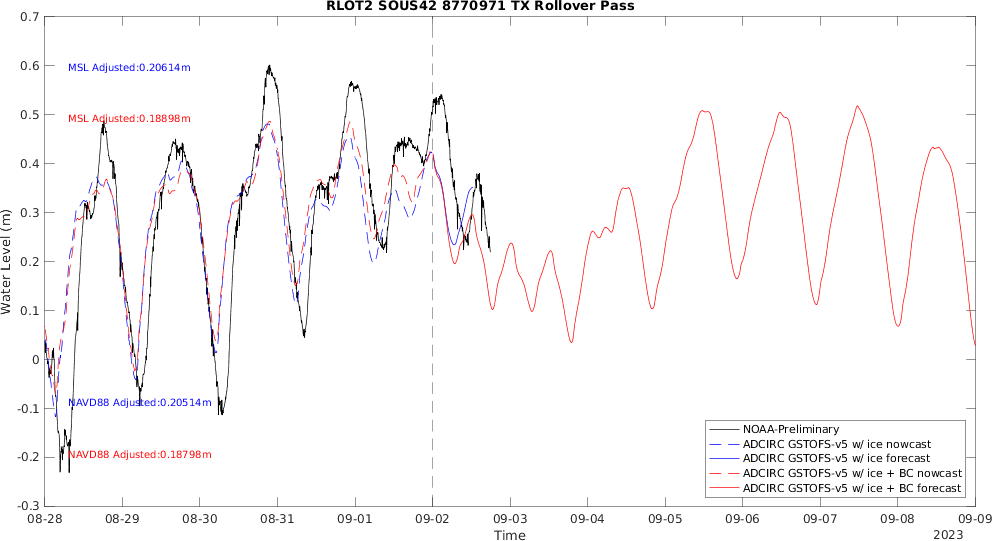 RLOT2 SOUS42 8770971 TX Rollover Pass
0.7
0.6
0.5
0.4
0.3
0.2
0.1
0
-0.1
-0.2
-0.3
Water Level (m)
MSL Adjusted:0.20614m
MSL Adjusted:0.18898m
NAVD88 Adjusted:0.20514m
NAVD88 Adjusted:0.18798m
NOAA-Preliminary
ADCIRC GSTOFS-v5 w/ ice nowcast
ADCIRC GSTOFS-v5 w/ ice forecast
ADCIRC GSTOFS-v5 w/ ice + BC nowcast
ADCIRC GSTOFS-v5 w/ ice + BC forecast
08-28 08-29 08-30 08-31 09-01 09-02 09-03 09-04 09-05 09-06 09-07 09-08 09-09
Time
2023